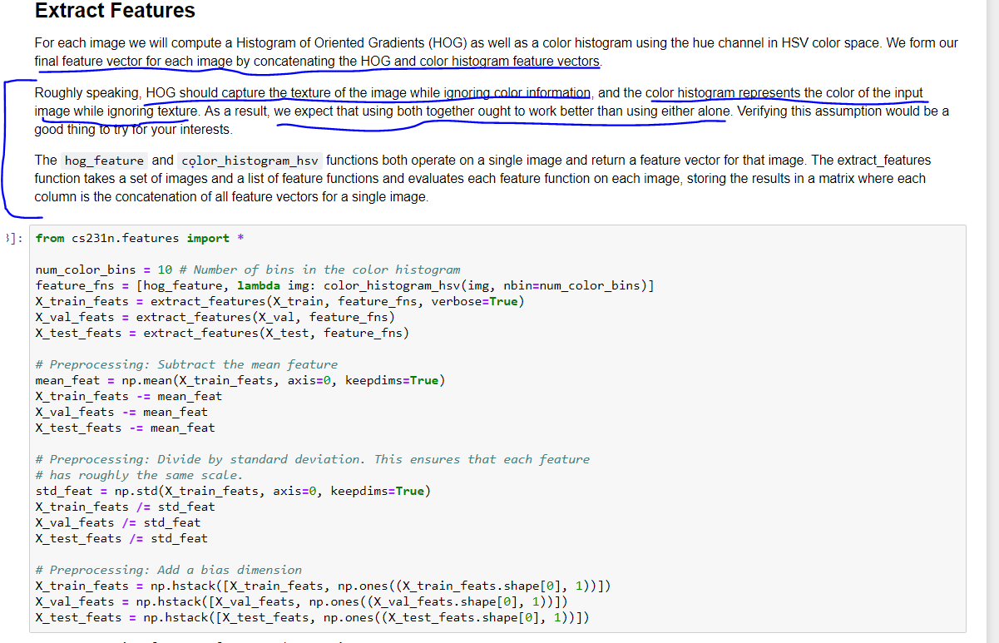 Extract Features
For each image we will compute a Histogram of Oriented Gradients (HOG) as well as a color histogram using the hue channel in HSV color space. We form our
final feature vector for each image by concatenating the HOG and color histogram feature vectors.
Roughly speaking, HOG should capture the texture of the image while ignoring color information, and the color histogram represents the color of the input
image while ignoring texture. As a result, we expect that using both together ought to work better than using either alone. Verifying this assumption would be a
good thing to try for your interests.
The hog_feature and color_histogram_hsv functions both operate on a single image and return a feature vector for that image. The extract_features
function takes a set of images and a list of feature functions and evaluates each feature function on each image, storing the results in a matrix where each
column is the concatenation of all feature vectors for a single image.
]: from cs231n.features import *
num_color_bins = 10 # Number of bins in the color histogram
feature_fns = [hog_feature, lambda img: color_histogram_hsv(img, nbin=num_color_bins)]
X_train_feats = extract_features(X_train, feature_fns, verbose=True)
X_val_feats = extract_features(X_val, feature_fns)
X_test_feats = extract_features(X_test, feature_fns)
# Preprocessing: Subtract the mean feature
mean_feat = np.mean(X_train_feats, axis=0, keepdims=True)
X_train_feats -= mean_feat
X_val_feats -= mean_feat
X_test_feats -= mean_feat
# Preprocessing: Divide by standard deviation. This ensures that each feature
# has roughly the same scale.
std_feat = np.std(X_train_feats, axis=0, keepdims=True)
X_train_feats /= std_feat
X_val_feats /= std_feat
X_test_feats /= std_feat
# Preprocessing: Add a bias dimension
X_train_feats = np.hstack([X_train_feats, np.ones((X_train_feats.shape[0], 1))])
X_val_feats = np.hstack([X_val_feats, np.ones((X_val_feats.shape[0], 1))])
X_test_feats = np.hstack([X_test_feats, np.ones((X_test_feats.shape[0], 1))])